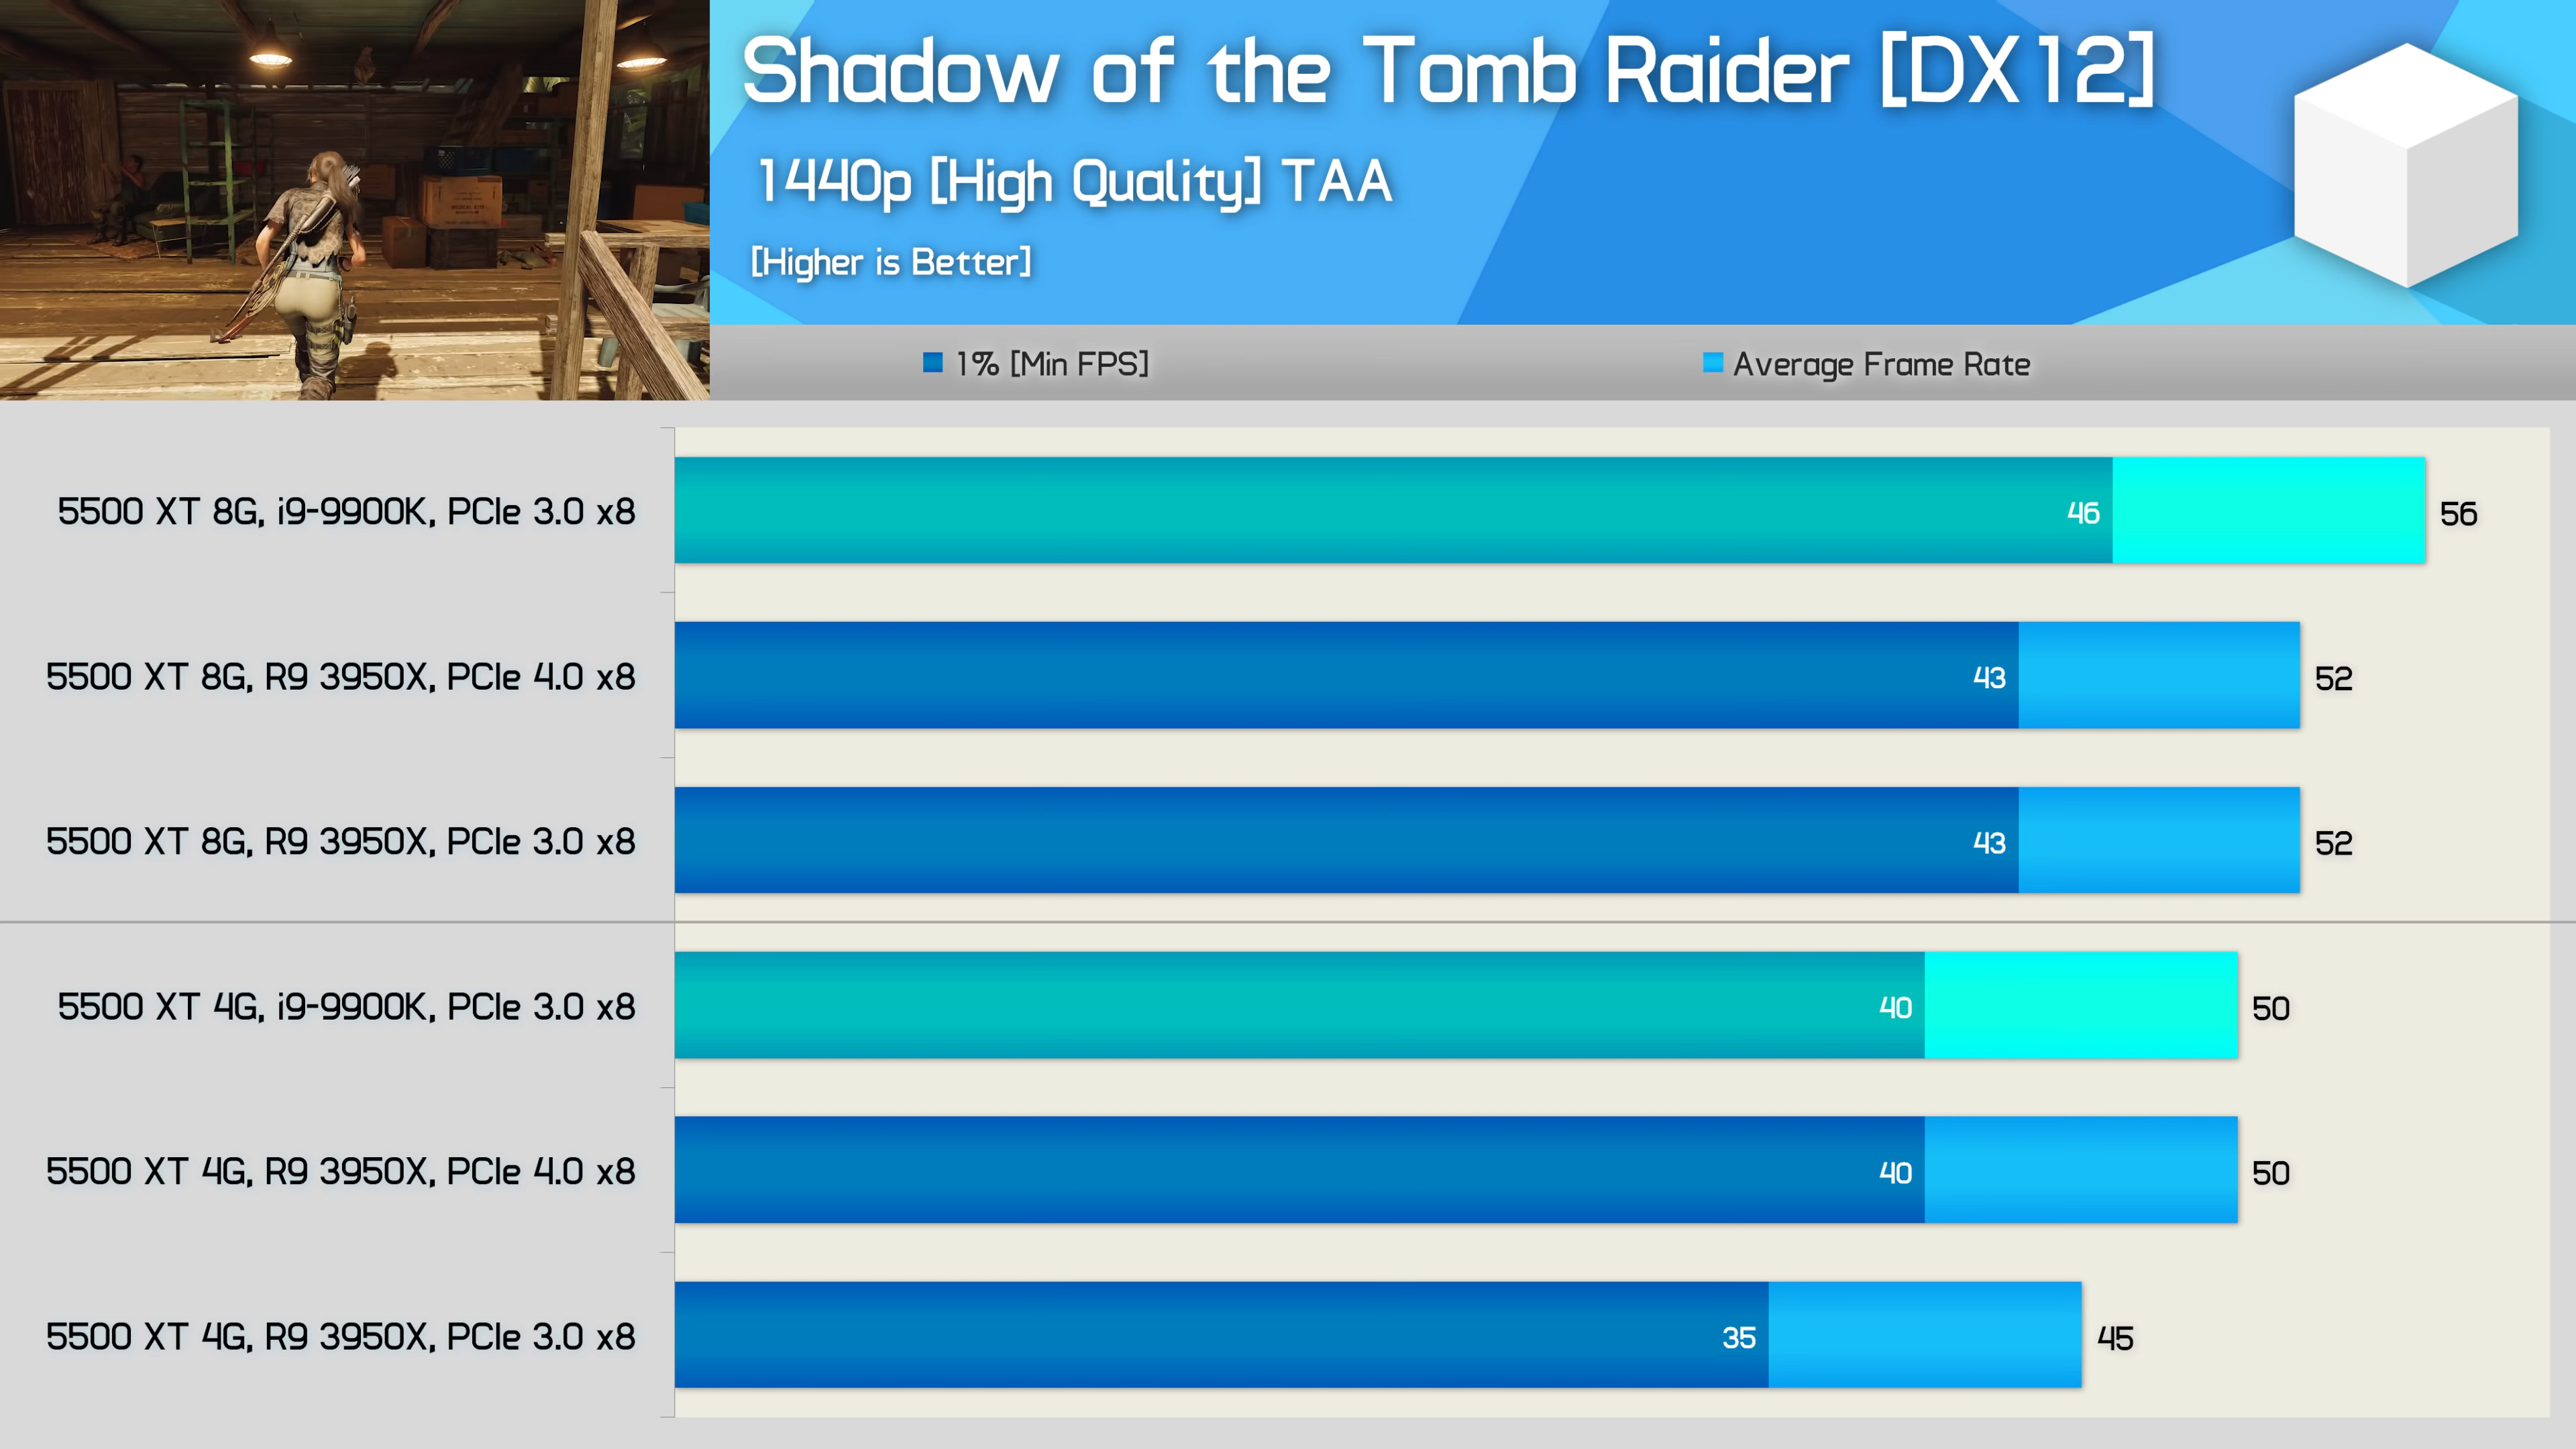 Shadow of the Tomb Raider [DX12]
1440p [High Quality] TAA
[Higher is Better]
1% [Min FPS]
Average Frame Rate
5500 XT 8G, i9-9900K, PCIe 3.0 x8
46
56
5500 XT 8G, R9 3950X, PCIe 4.0 x8
43
52
5500 XT 8G, R9 3950X, PCIe 3.0 x8
43
52
5500 XT 4G, i9-9900K, PCIe 3.0 x8
40
50
5500 XT 4G, R9 3950X, PCIe 4.0 x8
40
50
5500 XT 4G, R9 3950X, PCIe 3.0 x8
35
45